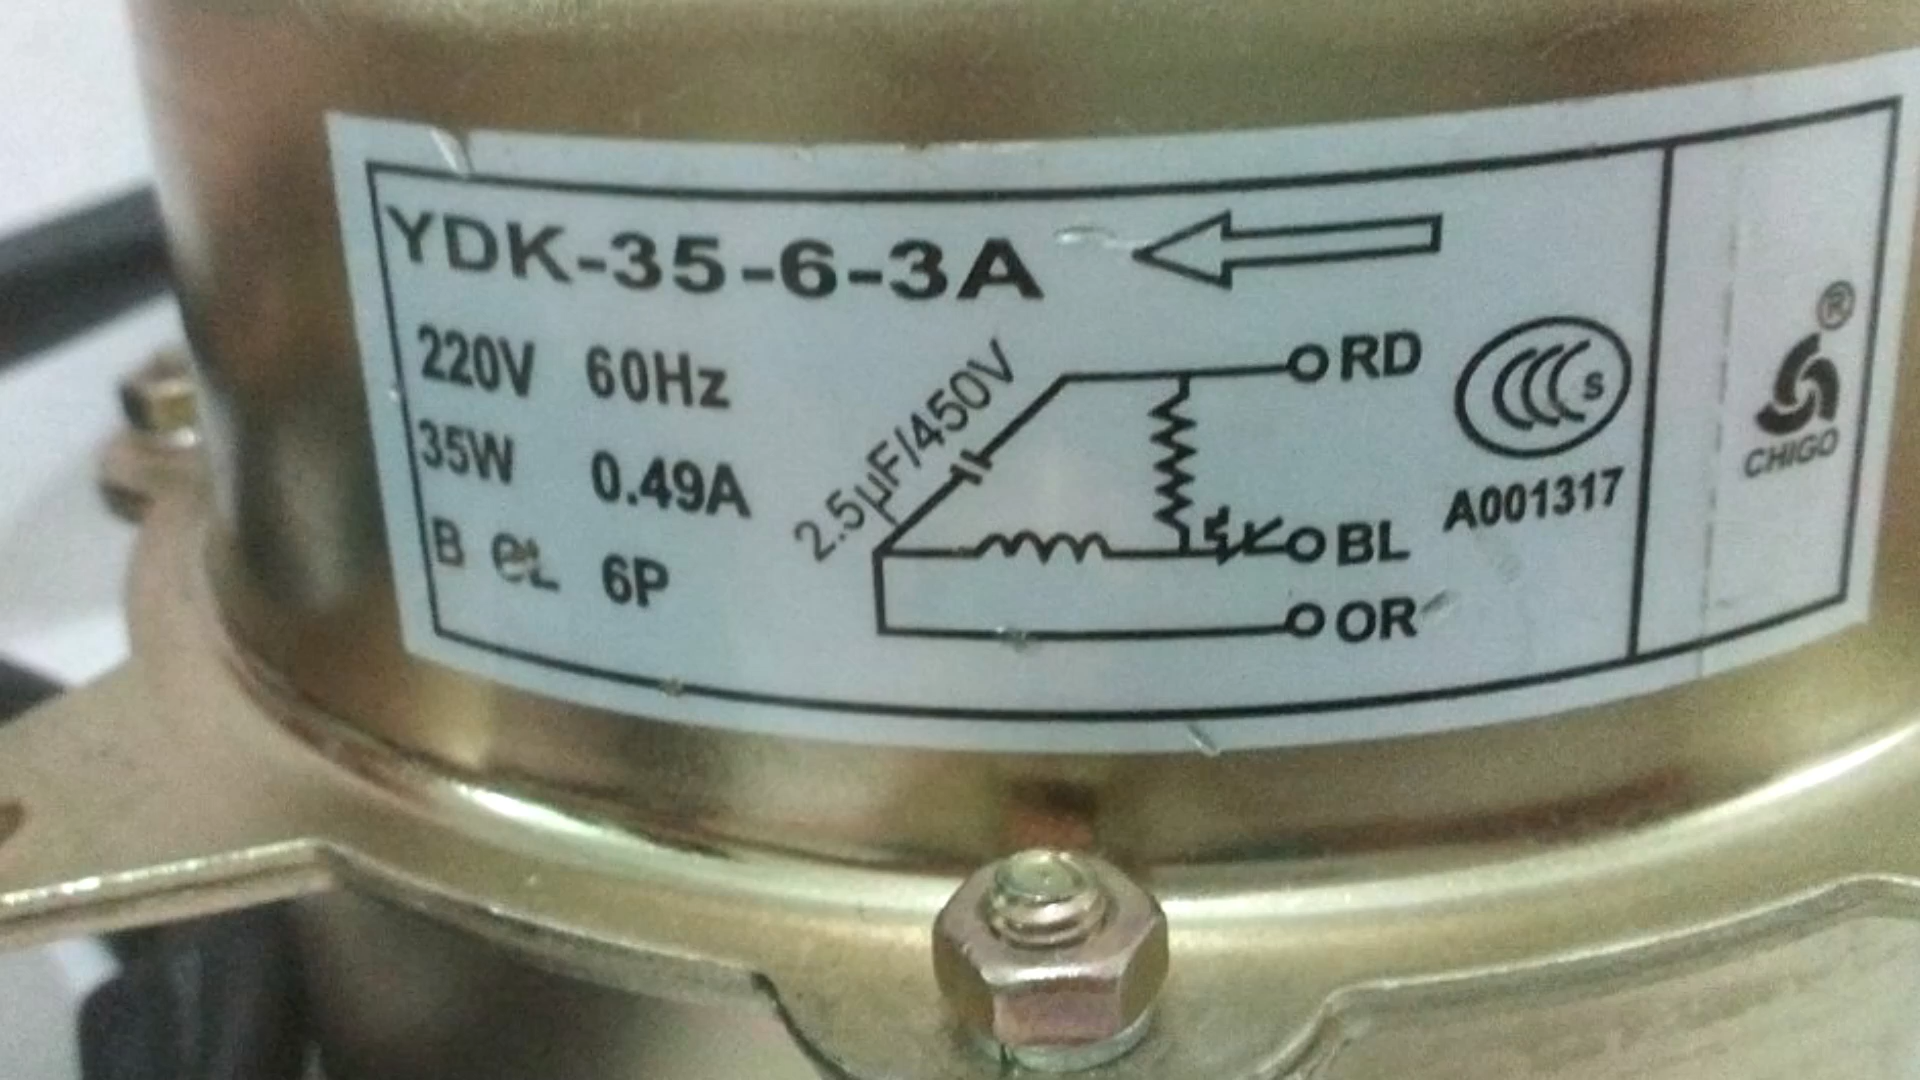 YDK-35-6-3A
220V 60Hz
35W 0.49A
B 6P
2.5µF/450V
RD
BL
OR
S
A001317
®
CHIGO